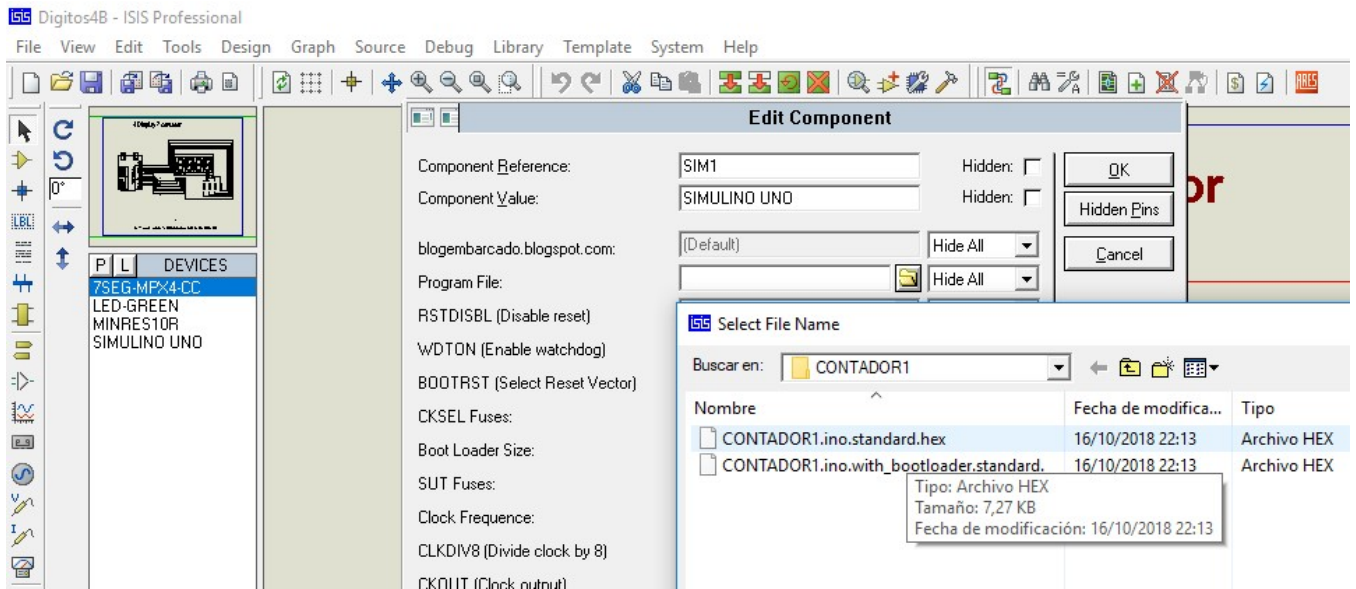 Digitos4B - ISIS Professional
File View Edit Tools Design Graph Source Debug Library Template System Help
ARES
Edit Component
Component Reference: SIM1 Hidden: OK
Component Value: SIMULINO UNO Hidden: Hidden Pins
or
blogembarcado.blogspot.com: (Default) Hide All Cancel
Program File: Hide All
RSTDISBL (Disable reset)
WDTON (Enable watchdog)
BOOTRST (Select Reset Vector)
CKSEL Fuses:
Boot Loader Size:
SUT Fuses:
Clock Frequence:
CLKDIV8 (Divide clock by 8)
CKOUT (Clock output)
0°
LBL
P L DEVICES
7SEG-MPX4-CC
LED-GREEN
MINRES10R
SIMULINO UNO
Select File Name
Buscar en: CONTADOR1
Nombre Fecha de modifica... Tipo
CONTADOR1.ino.standard.hex 16/10/2018 22:13 Archivo HEX
CONTADOR1.ino.with_bootloader.standard. 16/10/2018 22:13 Archivo HEX
Tipo: Archivo HEX
Tamaño: 7,27 KB
Fecha de modificación: 16/10/2018 22:13